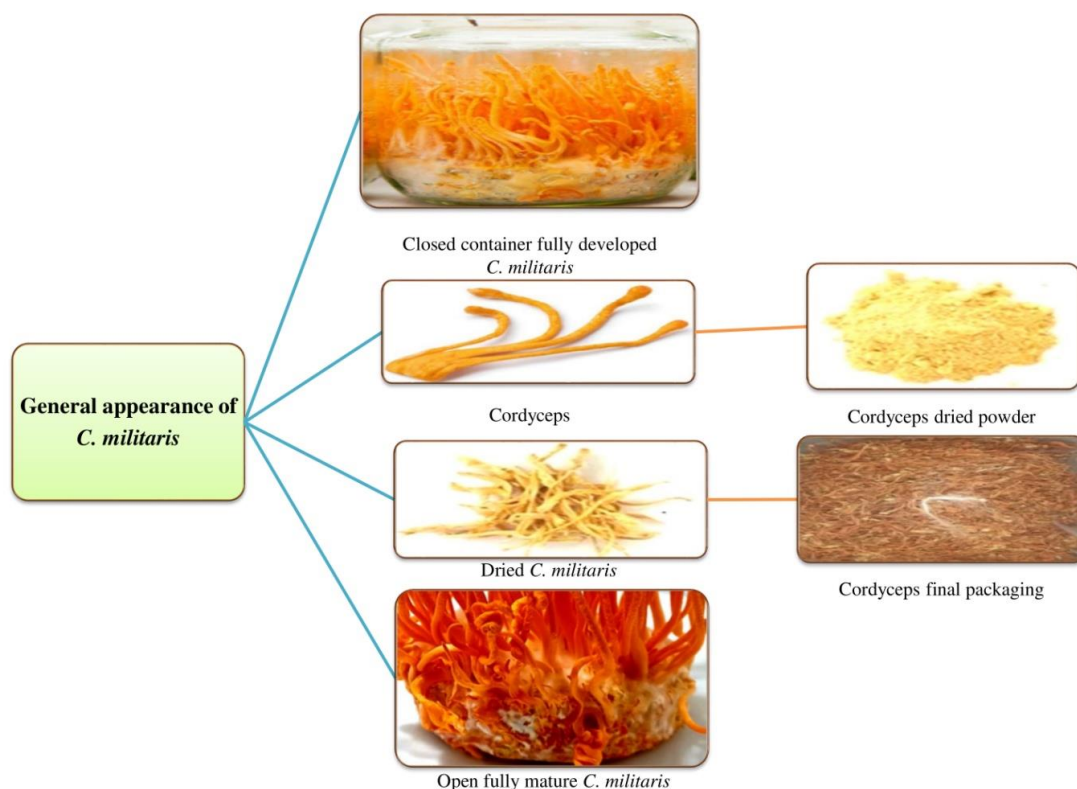 General appearance of
C. militaris
Closed container fully developed
C. militaris
Cordyceps
Cordyceps dried powder
Dried C. militaris
Cordyceps final packaging
Open fully mature C. militaris